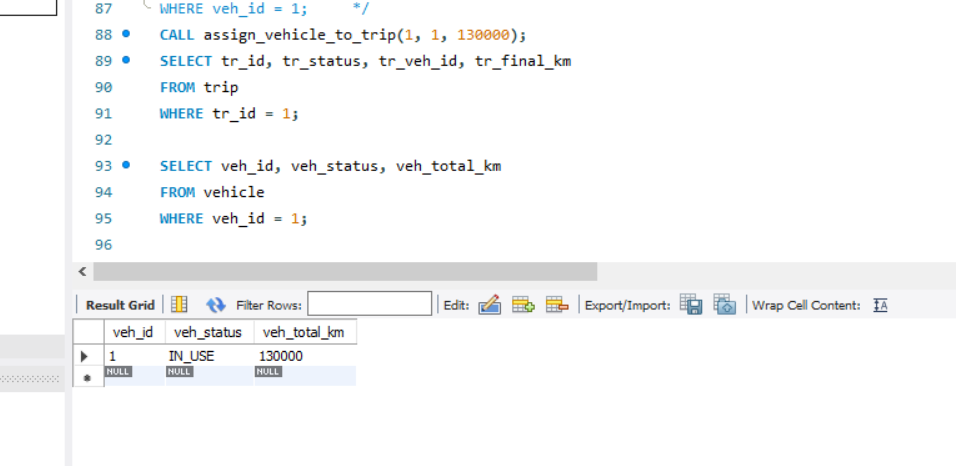 87 WHERE veh_id = 1; */
88 CALL assign_vehicle_to_trip(1, 1, 130000);
89 SELECT tr_id, tr_status, tr_veh_id, tr_final_km
90 FROM trip
91 WHERE tr_id = 1;
92
93 SELECT veh_id, veh_status, veh_total_km
94 FROM vehicle
95 WHERE veh_id = 1;
96
Result Grid Filter Rows: Edit: Export/Import: Wrap Cell Content: IA
veh_id veh_status veh_total_km
1 IN_USE 130000
NULL NULL NULL